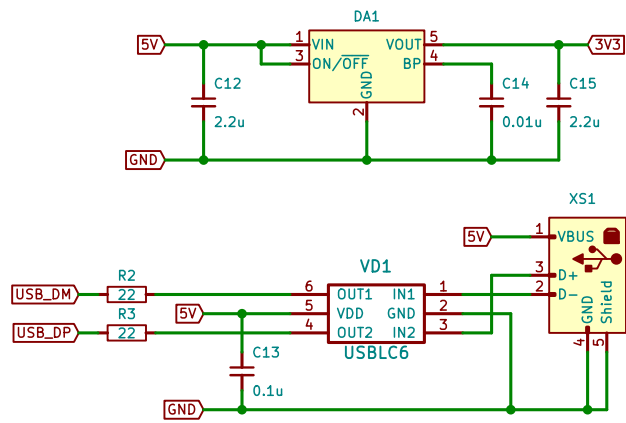 DA1
5V
1
VIN
VOUT
5
3V3
3
ON/OFF
BP
4
GND
2
C12
2.2u
C14
0.01u
C15
2.2u
GND
XS1
5V
1
VBUS
3
D+
2
D-
GND
Shield
4
5
R2
USB_DM
22
R3
USB_DP
22
VD1
6
OUT1
IN1
1
5V
5
VDD
GND
2
4
OUT2
IN2
3
USBLC6
C13
0.1u
GND